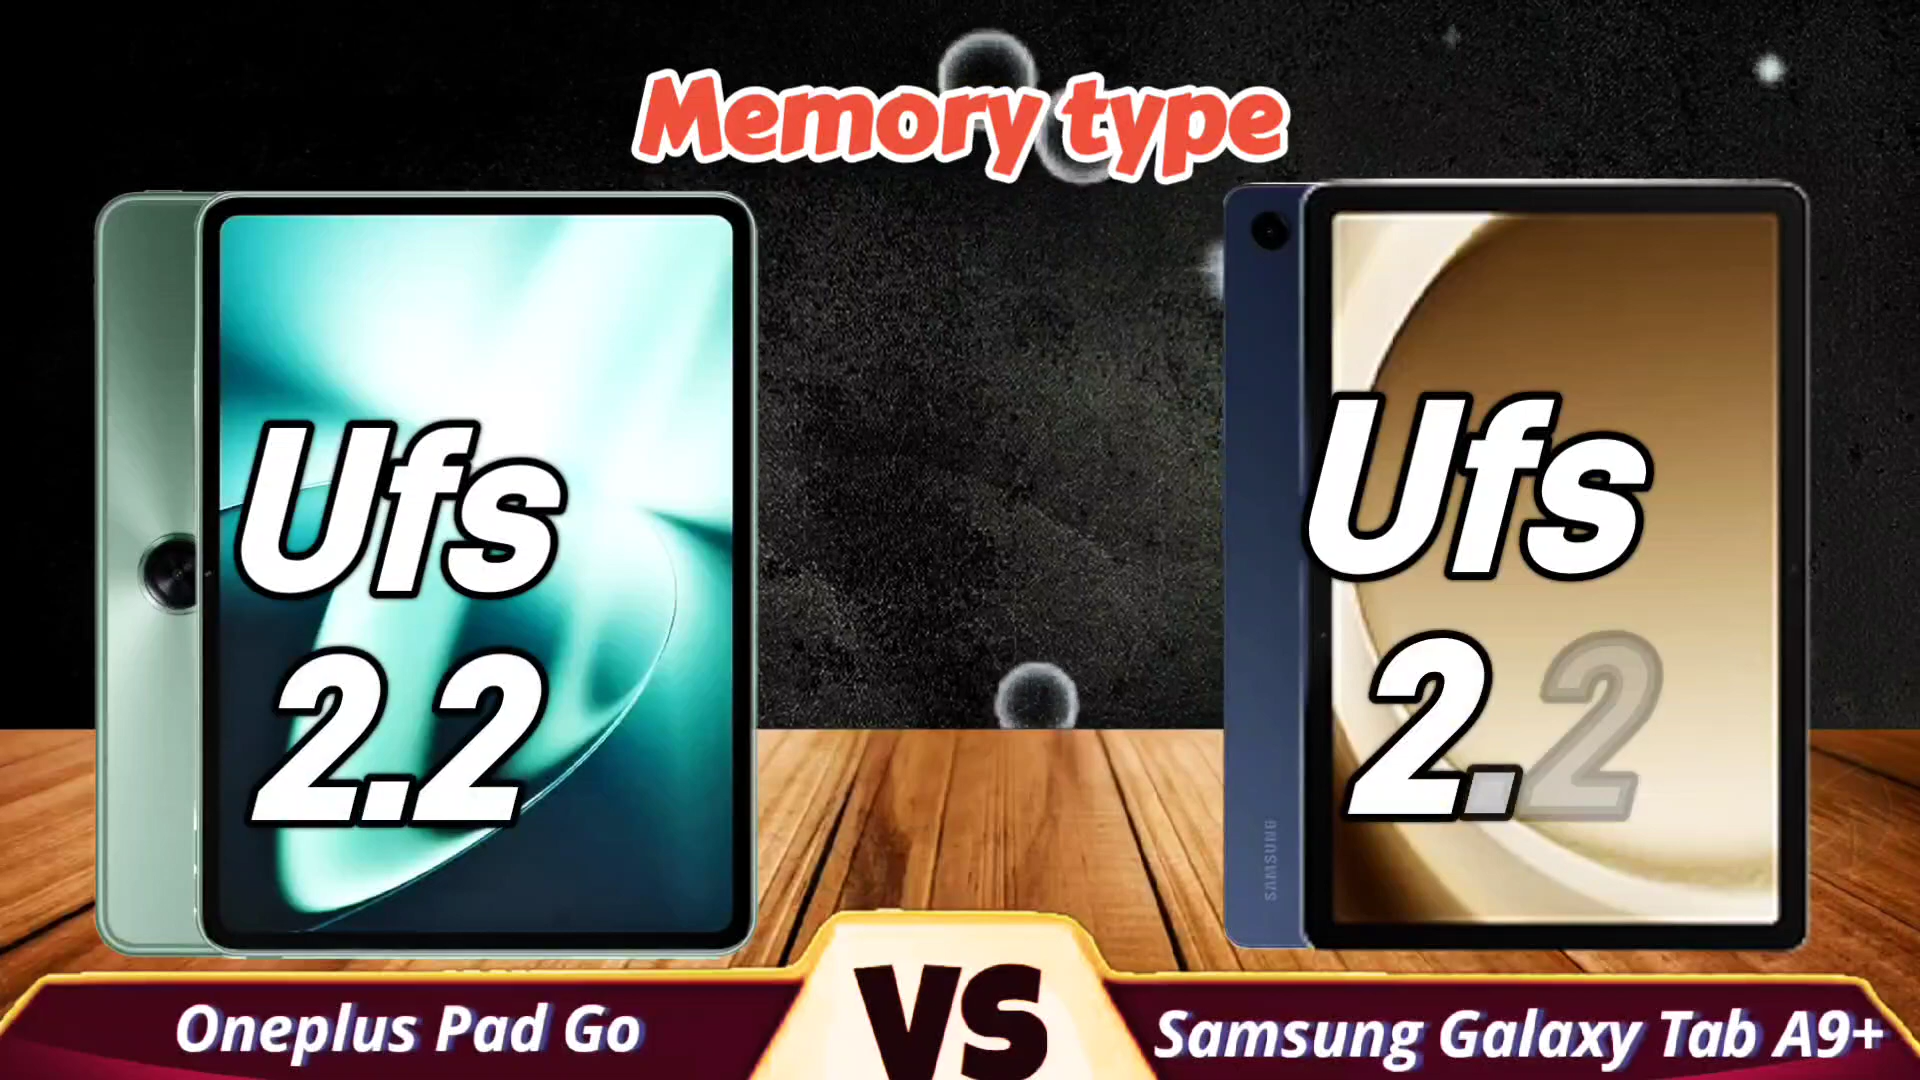 Memory type
Ufs
2.2
Ufs
2.2
SAMSUNG
Oneplus Pad Go
VS
Samsung Galaxy Tab A9+